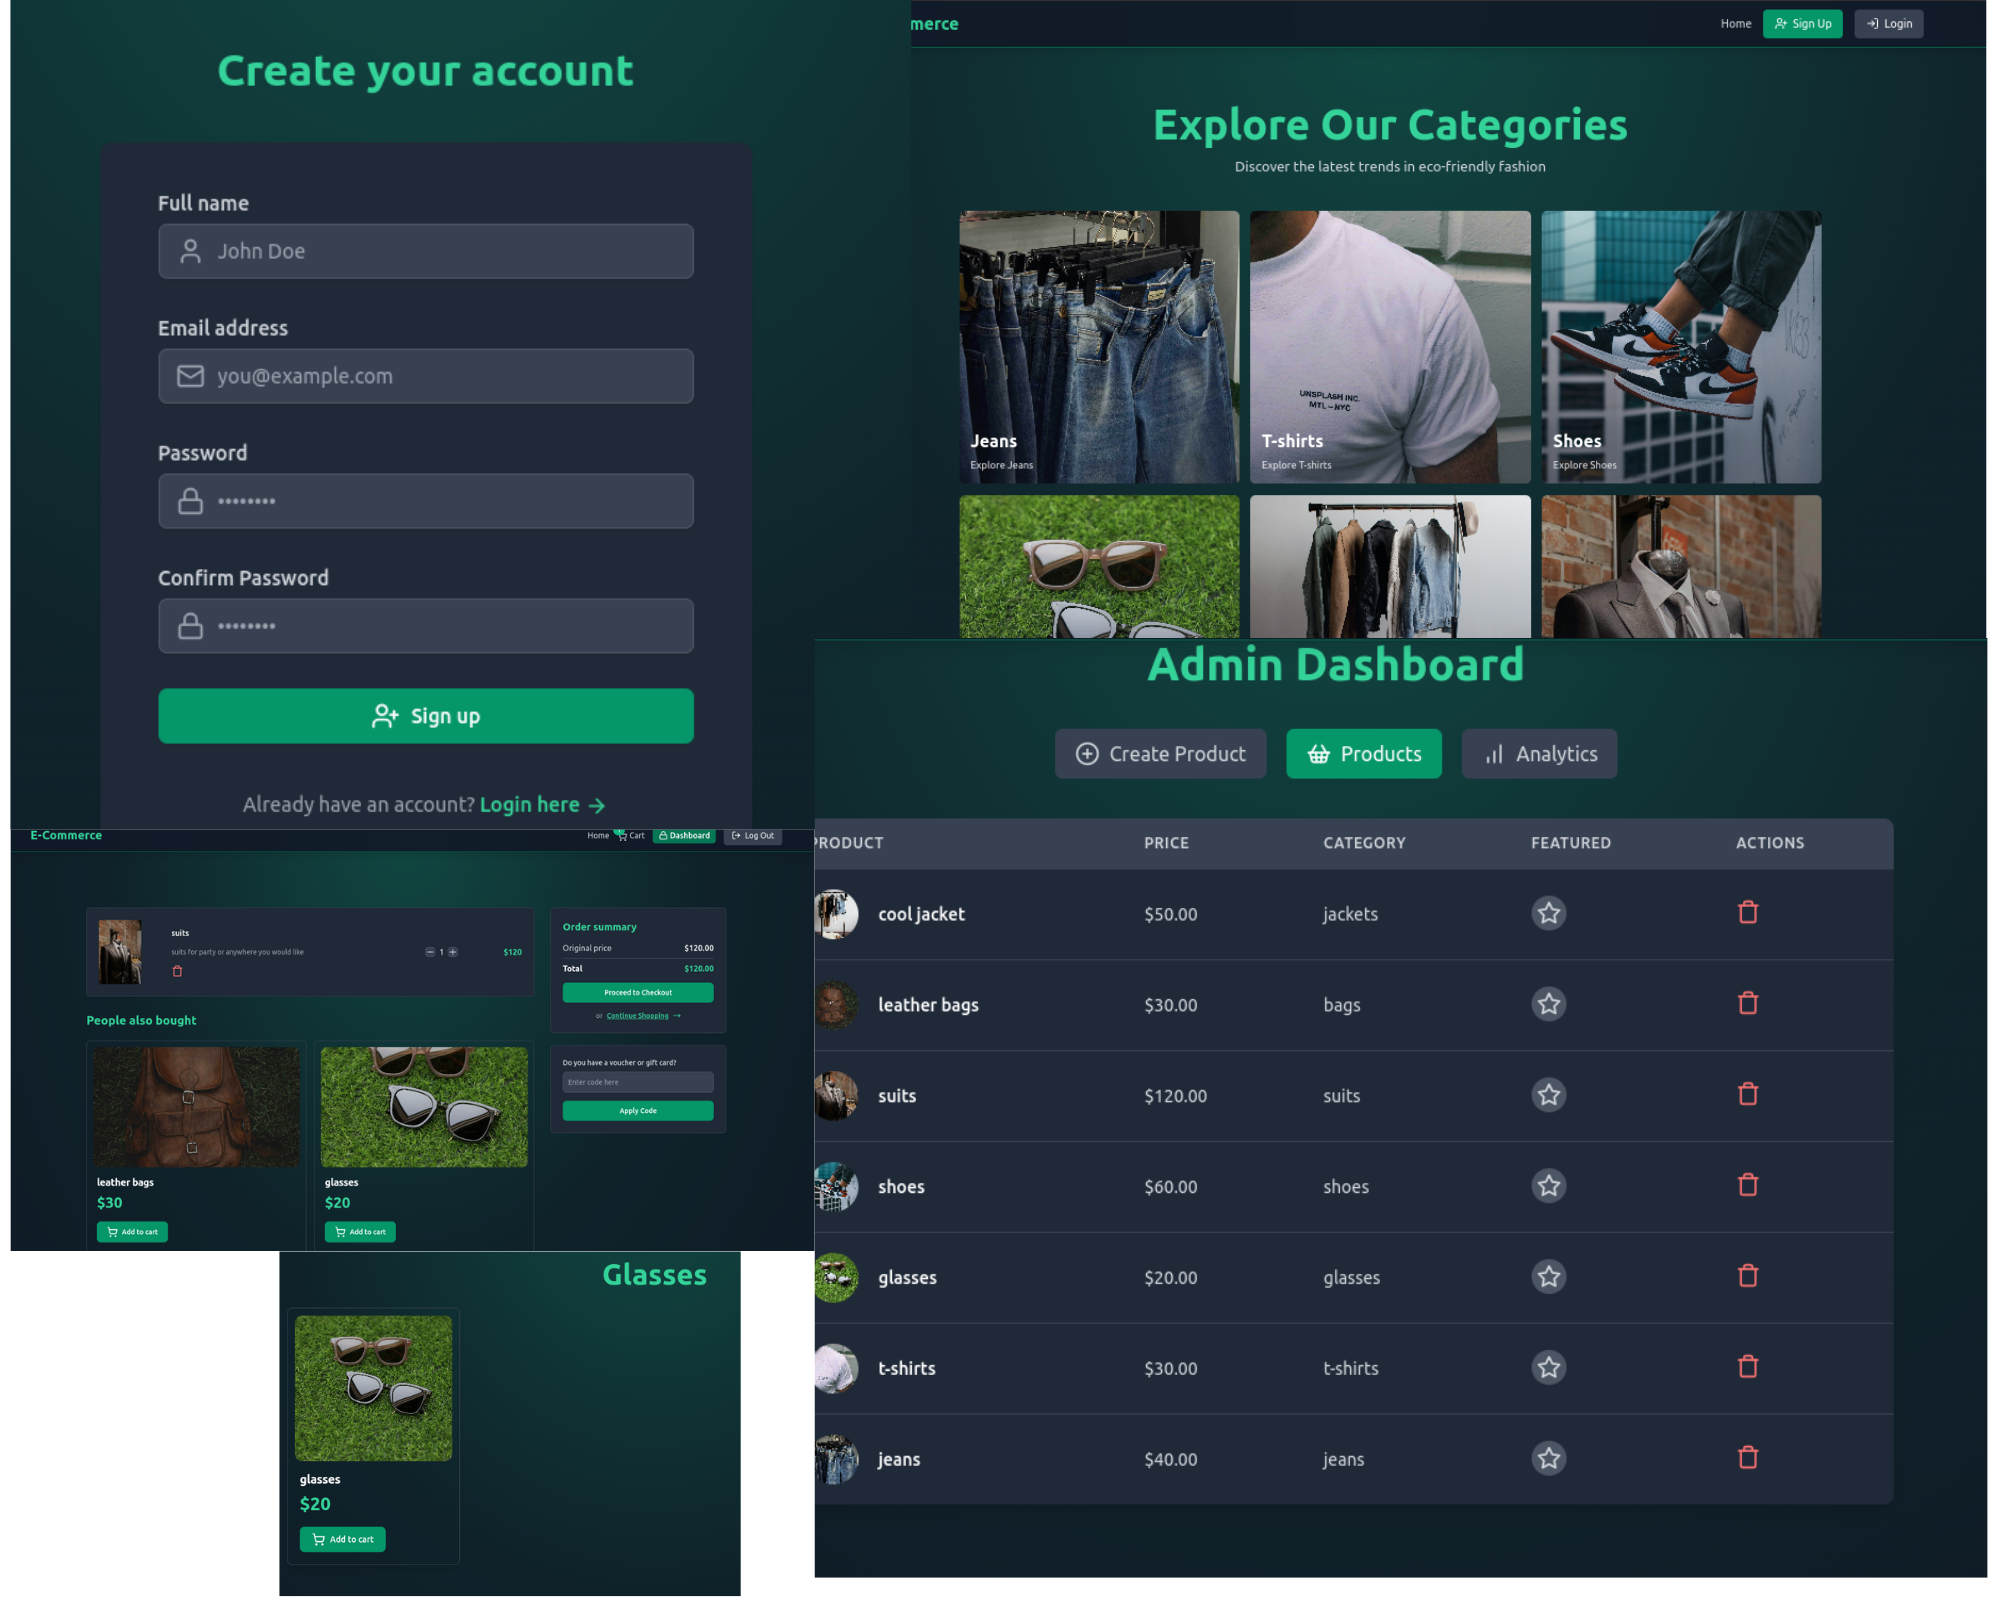 Create your account
Full name
John Doe
Email address
you@example.com
Password
••••••••
Confirm Password
••••••••
Sign up
Already have an account? Login here →
merce
Home
Sign Up
Login
Explore Our Categories
Discover the latest trends in eco-friendly fashion
UNSPLASH INC.
MTL—NYC
Jeans
Explore Jeans
T-shirts
Explore T-shirts
Shoes
Explore Shoes
E-Commerce
Home
Cart
Dashboard
Log Out
suits
suits for party or anywhere you would like
1
$120
People also bought
leather bags
$30
Add to cart
glasses
$20
Add to cart
Order summary
Original price $120.00
Total $120.00
Proceed to Checkout
or Continue Shopping →
Do you have a voucher or gift card?
Enter code here
Apply Code
Glasses
glasses
$20
Add to cart
Admin Dashboard
Create Product
Products
Analytics
PRODUCT PRICE CATEGORY FEATURED ACTIONS
cool jacket $50.00 jackets
leather bags $30.00 bags
suits $120.00 suits
shoes $60.00 shoes
glasses $20.00 glasses
t-shirts $30.00 t-shirts
jeans $40.00 jeans